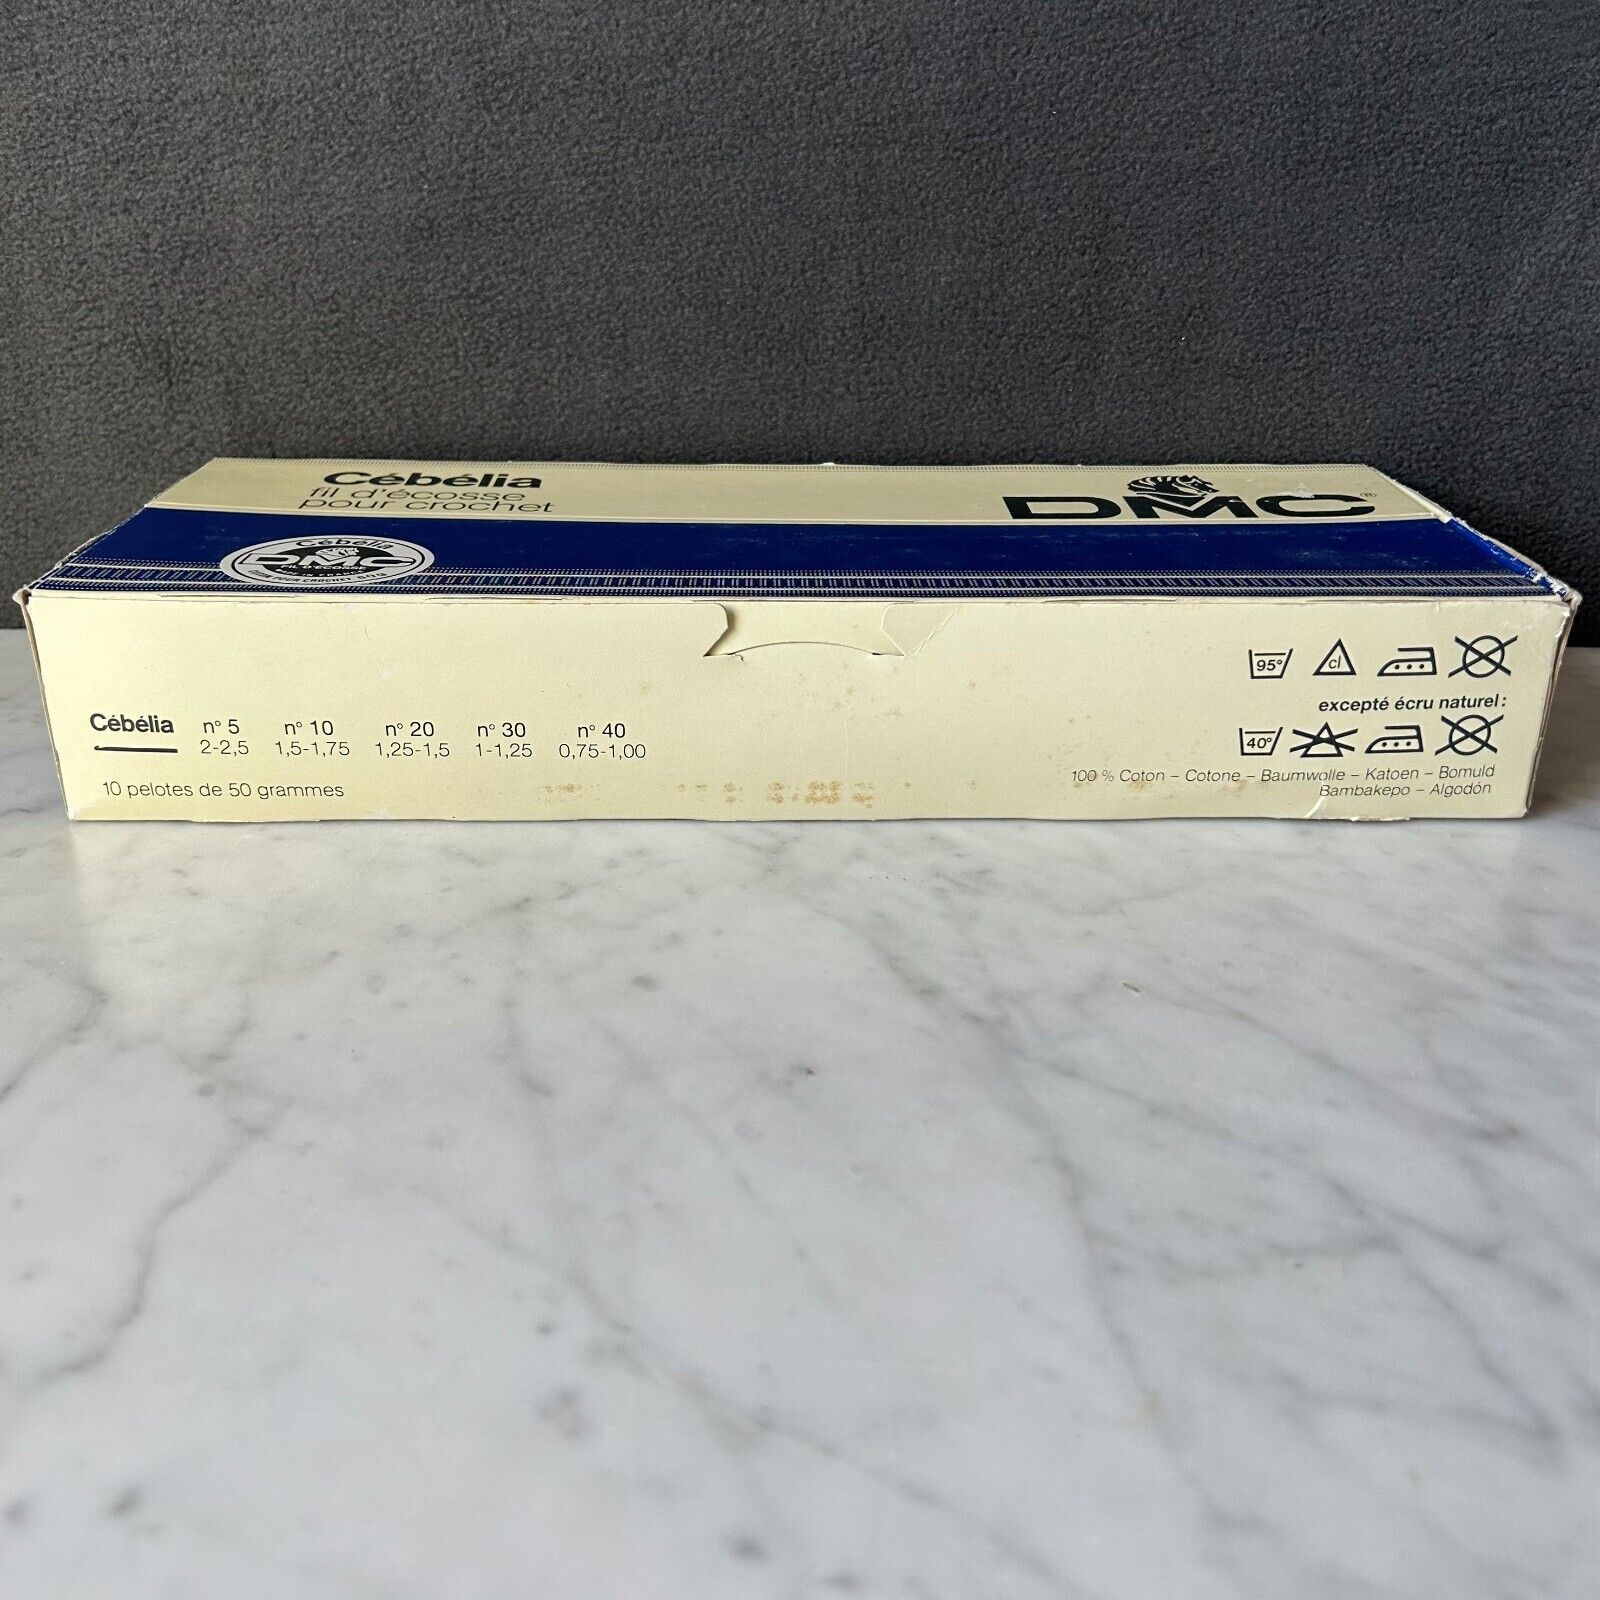 Cébélia
fil d'écosse
pour crochet
DMC®
Cébélia
DMC
Cébélia n° 5 n° 10 n° 20 n° 30 n° 40
2-2,5 1,5-1,75 1,25-1,5 1-1,25 0,75-1,00
10 pelotes de 50 grammes
95° cl
excepté écru naturel:
40°
100 % Coton – Cotone – Baumwolle – Katoen – Bomuld
Bambakepo – Algodón